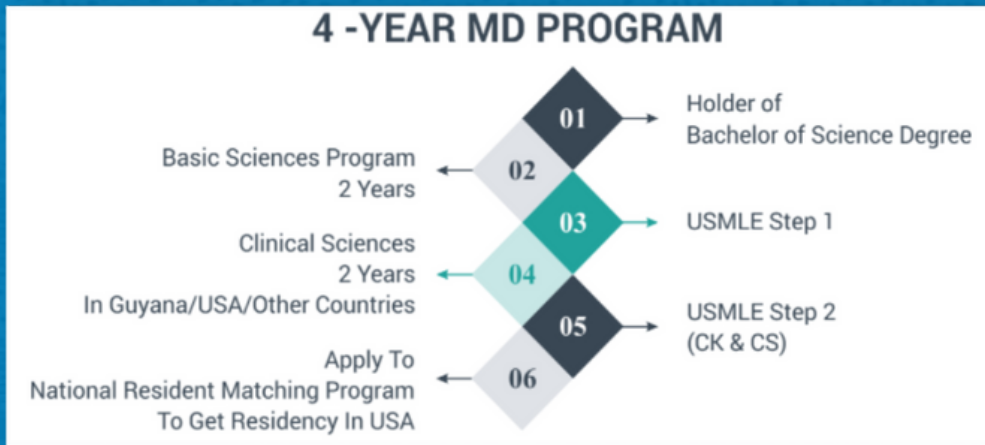 4 -YEAR MD PROGRAM
01
Holder of
Bachelor of Science Degree
Basic Sciences Program
2 Years
02
03
USMLE Step 1
Clinical Sciences
2 Years
In Guyana/USA/Other Countries
04
05
USMLE Step 2
(CK & CS)
Apply To
National Resident Matching Program
To Get Residency In USA
06